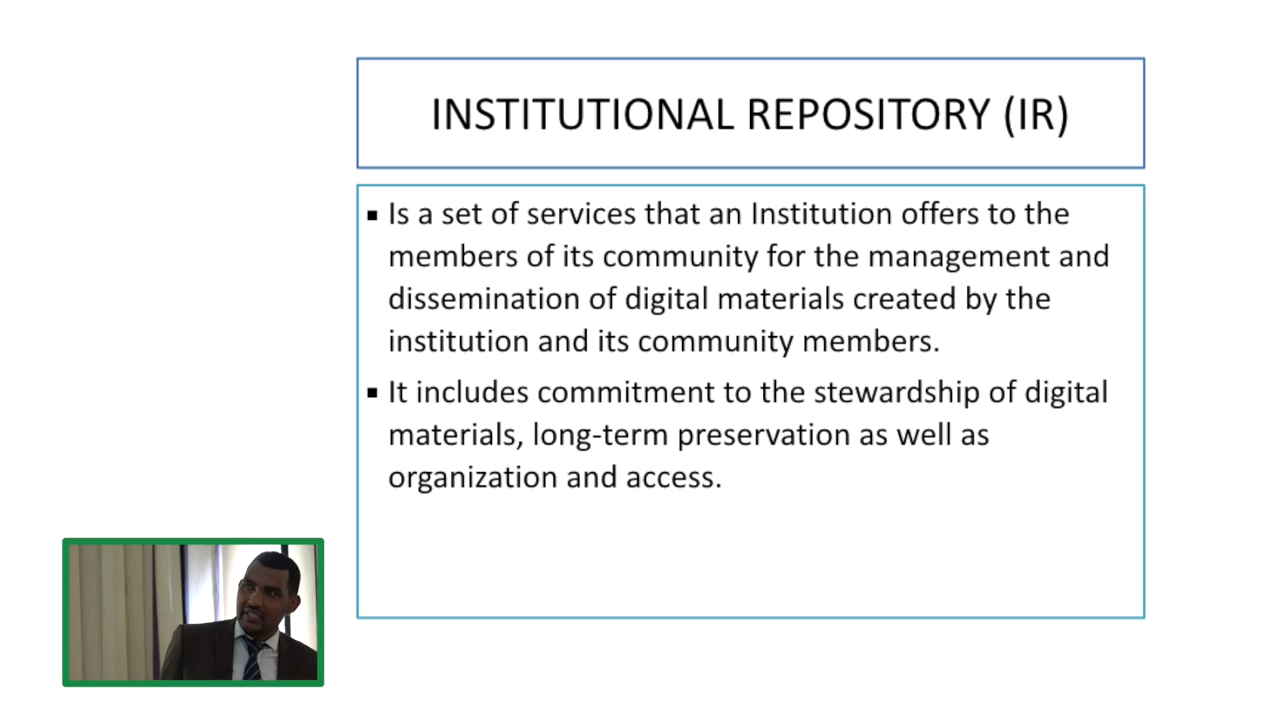 INSTITUTIONAL REPOSITORY (IR)
▪ Is a set of services that an Institution offers to the
members of its community for the management and
dissemination of digital materials created by the
institution and its community members.
▪ It includes commitment to the stewardship of digital
materials, long-term preservation as well as
organization and access.